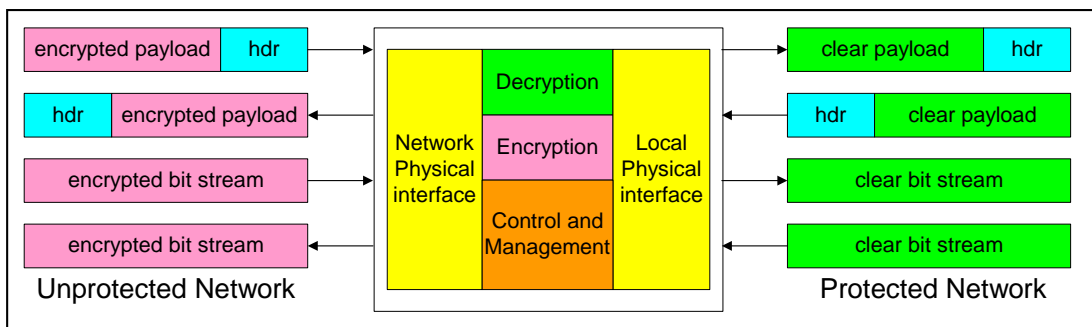 encrypted payload
hdr
hdr
encrypted payload
encrypted bit stream
encrypted bit stream
Unprotected Network
Network
Physical
interface
Decryption
Encryption
Control and
Management
Local
Physical
interface
clear payload
hdr
hdr
clear payload
clear bit stream
clear bit stream
Protected Network